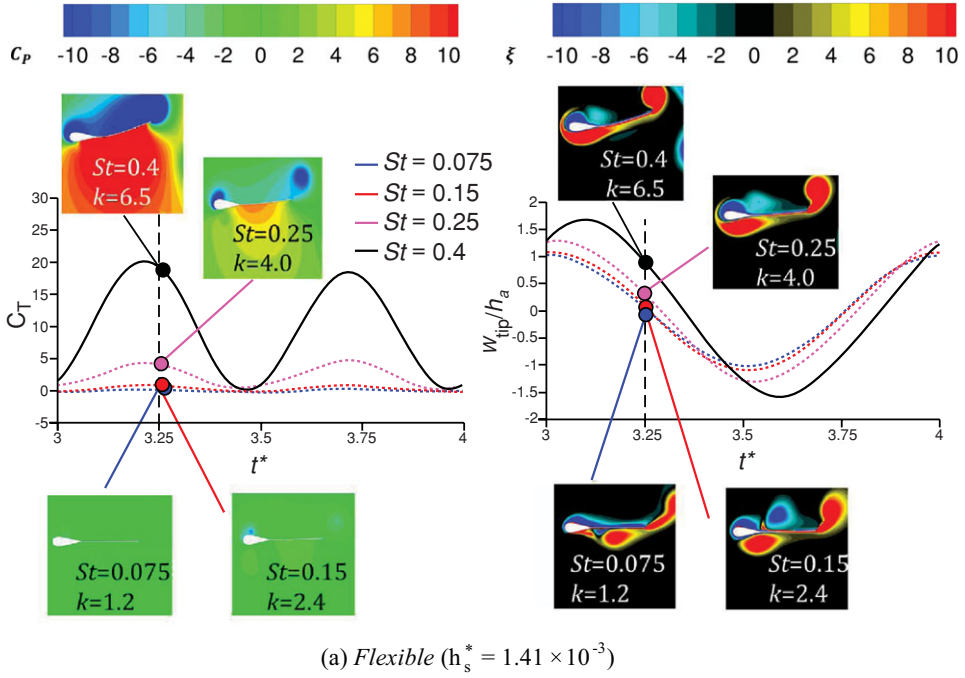 C_P -10 -8 -6 -4 -2 0 2 4 6 8 10
ξ -10 -8 -6 -4 -2 0 2 4 6 8 10
St=0.4
k=6.5
St=0.25
k=4.0
St = 0.075
St = 0.15
St = 0.25
St = 0.4
30
25
20
15
10
5
0
-5
C_T
3 3.25 3.5 3.75 4
t*
St=0.075
k=1.2
St=0.15
k=2.4
St=0.4
k=6.5
St=0.25
k=4.0
2
1.5
1
0.5
0
-0.5
-1
-1.5
-2
w_tip/h_a
3 3.25 3.5 3.75 4
t*
St=0.075
k=1.2
St=0.15
k=2.4
(a) Flexible (h_s^* = 1.41 × 10^-3)